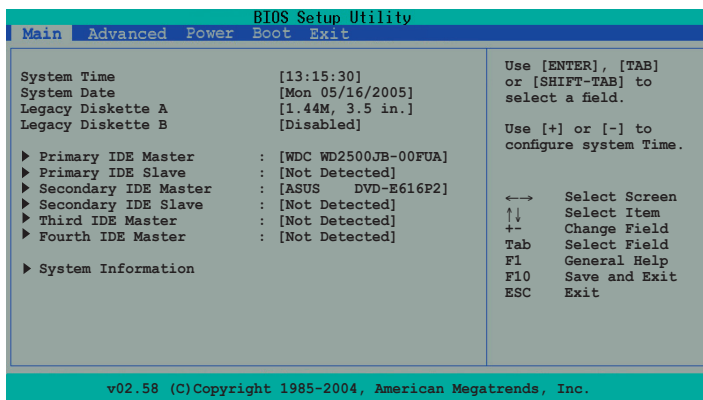 BIOS Setup Utility
Main Advanced Power Boot Exit
System Time [13:15:30]
System Date [Mon 05/16/2005]
Legacy Diskette A [1.44M, 3.5 in.]
Legacy Diskette B [Disabled]
Primary IDE Master : [WDC WD2500JB-00FUA]
Primary IDE Slave : [Not Detected]
Secondary IDE Master : [ASUS DVD-E616P2]
Secondary IDE Slave : [Not Detected]
Third IDE Master : [Not Detected]
Fourth IDE Master : [Not Detected]
System Information
Use [ENTER], [TAB]
or [SHIFT-TAB] to
select a field.
Use [+] or [-] to
configure system Time.
←→ Select Screen
↑↓ Select Item
+- Change Field
Tab Select Field
F1 General Help
F10 Save and Exit
ESC Exit
v02.58 (C)Copyright 1985-2004, American Megatrends, Inc.